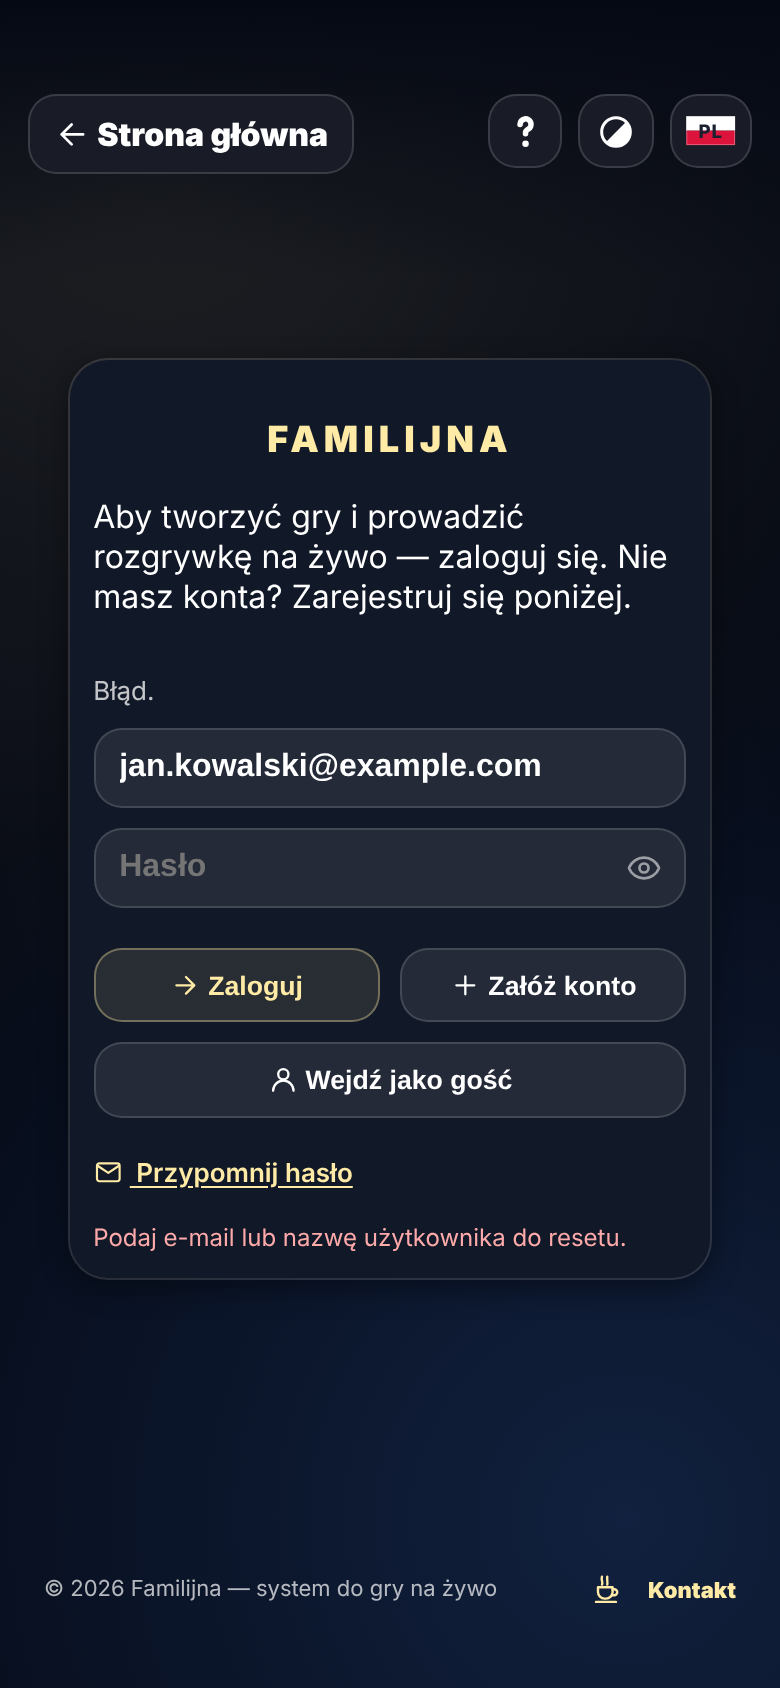 Strona główna
?
PL
FAMILIJNA
Aby tworzyć gry i prowadzić
rozgrywkę na żywo — zaloguj się. Nie
masz konta? Zarejestruj się poniżej.
Błąd.
jan.kowalski@example.com
Hasło
Zaloguj
Załóż konto
Wejdź jako gość
Przypomnij hasło
Podaj e-mail lub nazwę użytkownika do resetu.
© 2026 Familijna — system do gry na żywo
Kontakt